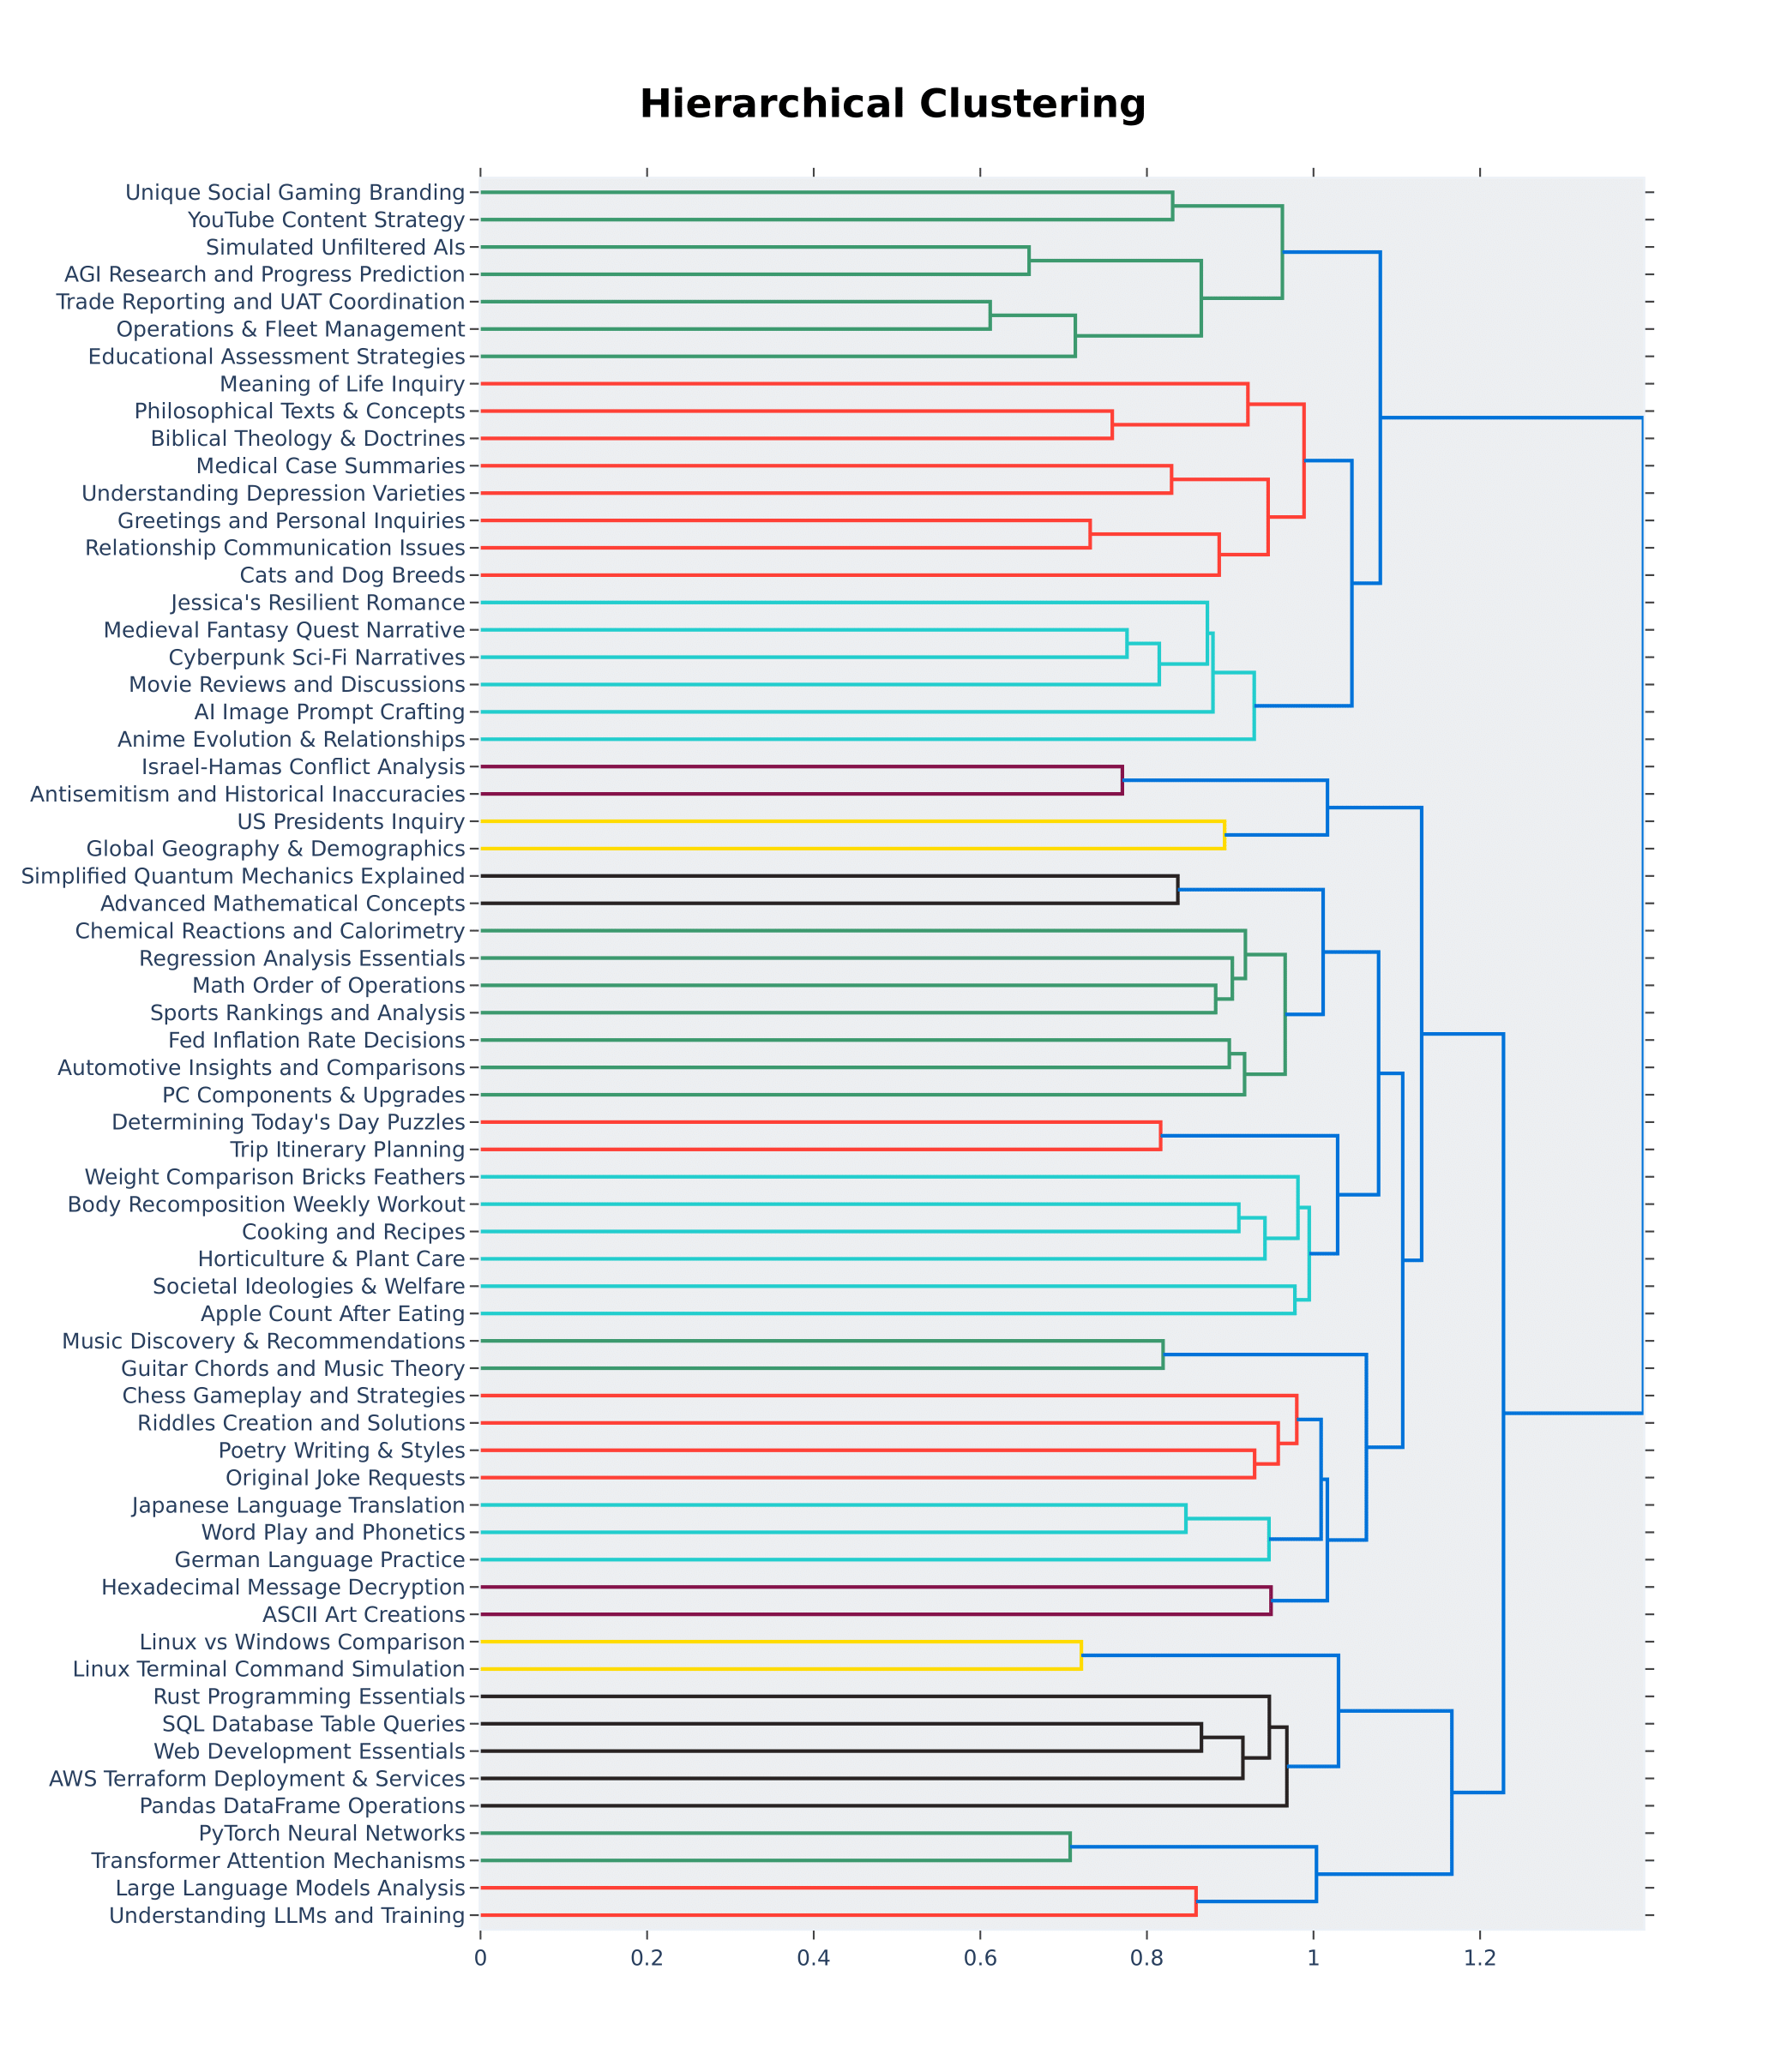 Hierarchical Clustering
Unique Social Gaming Branding
YouTube Content Strategy
Simulated Unfiltered AIs
AGI Research and Progress Prediction
Trade Reporting and UAT Coordination
Operations & Fleet Management
Educational Assessment Strategies
Meaning of Life Inquiry
Philosophical Texts & Concepts
Biblical Theology & Doctrines
Medical Case Summaries
Understanding Depression Varieties
Greetings and Personal Inquiries
Relationship Communication Issues
Cats and Dog Breeds
Jessica's Resilient Romance
Medieval Fantasy Quest Narrative
Cyberpunk Sci-Fi Narratives
Movie Reviews and Discussions
AI Image Prompt Crafting
Anime Evolution & Relationships
Israel-Hamas Conflict Analysis
Antisemitism and Historical Inaccuracies
US Presidents Inquiry
Global Geography & Demographics
Simplified Quantum Mechanics Explained
Advanced Mathematical Concepts
Chemical Reactions and Calorimetry
Regression Analysis Essentials
Math Order of Operations
Sports Rankings and Analysis
Fed Inflation Rate Decisions
Automotive Insights and Comparisons
PC Components & Upgrades
Determining Today's Day Puzzles
Trip Itinerary Planning
Weight Comparison Bricks Feathers
Body Recomposition Weekly Workout
Cooking and Recipes
Horticulture & Plant Care
Societal Ideologies & Welfare
Apple Count After Eating
Music Discovery & Recommendations
Guitar Chords and Music Theory
Chess Gameplay and Strategies
Riddles Creation and Solutions
Poetry Writing & Styles
Original Joke Requests
Japanese Language Translation
Word Play and Phonetics
German Language Practice
Hexadecimal Message Decryption
ASCII Art Creations
Linux vs Windows Comparison
Linux Terminal Command Simulation
Rust Programming Essentials
SQL Database Table Queries
Web Development Essentials
AWS Terraform Deployment & Services
Pandas DataFrame Operations
PyTorch Neural Networks
Transformer Attention Mechanisms
Large Language Models Analysis
Understanding LLMs and Training
0 0.2 0.4 0.6 0.8 1 1.2